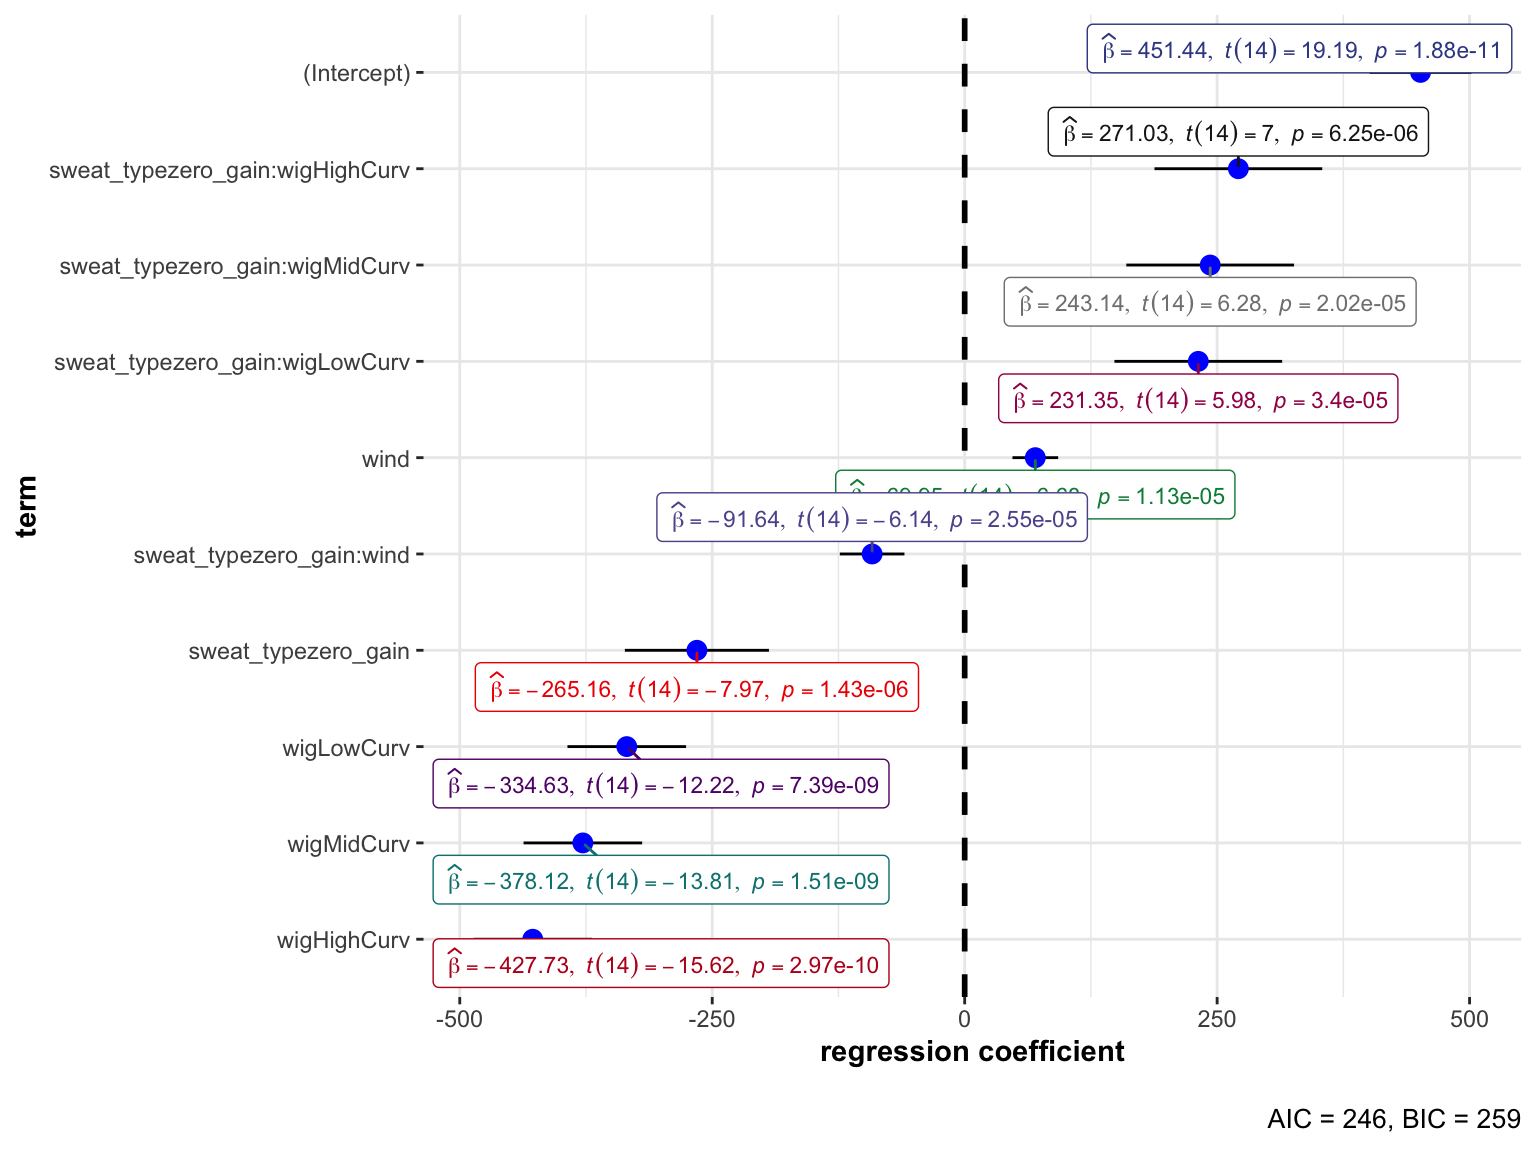 (Intercept)
β̂ = 451.44, t(14) = 19.19, p = 1.88e-11
β̂ = 271.03, t(14) = 7, p = 6.25e-06
sweat_typezero_gain:wigHighCurv
sweat_typezero_gain:wigMidCurv
β̂ = 243.14, t(14) = 6.28, p = 2.02e-05
sweat_typezero_gain:wigLowCurv
β̂ = 231.35, t(14) = 5.98, p = 3.4e-05
wind
p = 1.13e-05
β̂ = −91.64, t(14) = −6.14, p = 2.55e-05
sweat_typezero_gain:wind
sweat_typezero_gain
β̂ = −265.16, t(14) = −7.97, p = 1.43e-06
wigLowCurv
β̂ = −334.63, t(14) = −12.22, p = 7.39e-09
wigMidCurv
β̂ = −378.12, t(14) = −13.81, p = 1.51e-09
wigHighCurv
β̂ = −427.73, t(14) = −15.62, p = 2.97e-10
term
-500 -250 0 250 500
regression coefficient
AIC = 246, BIC = 259